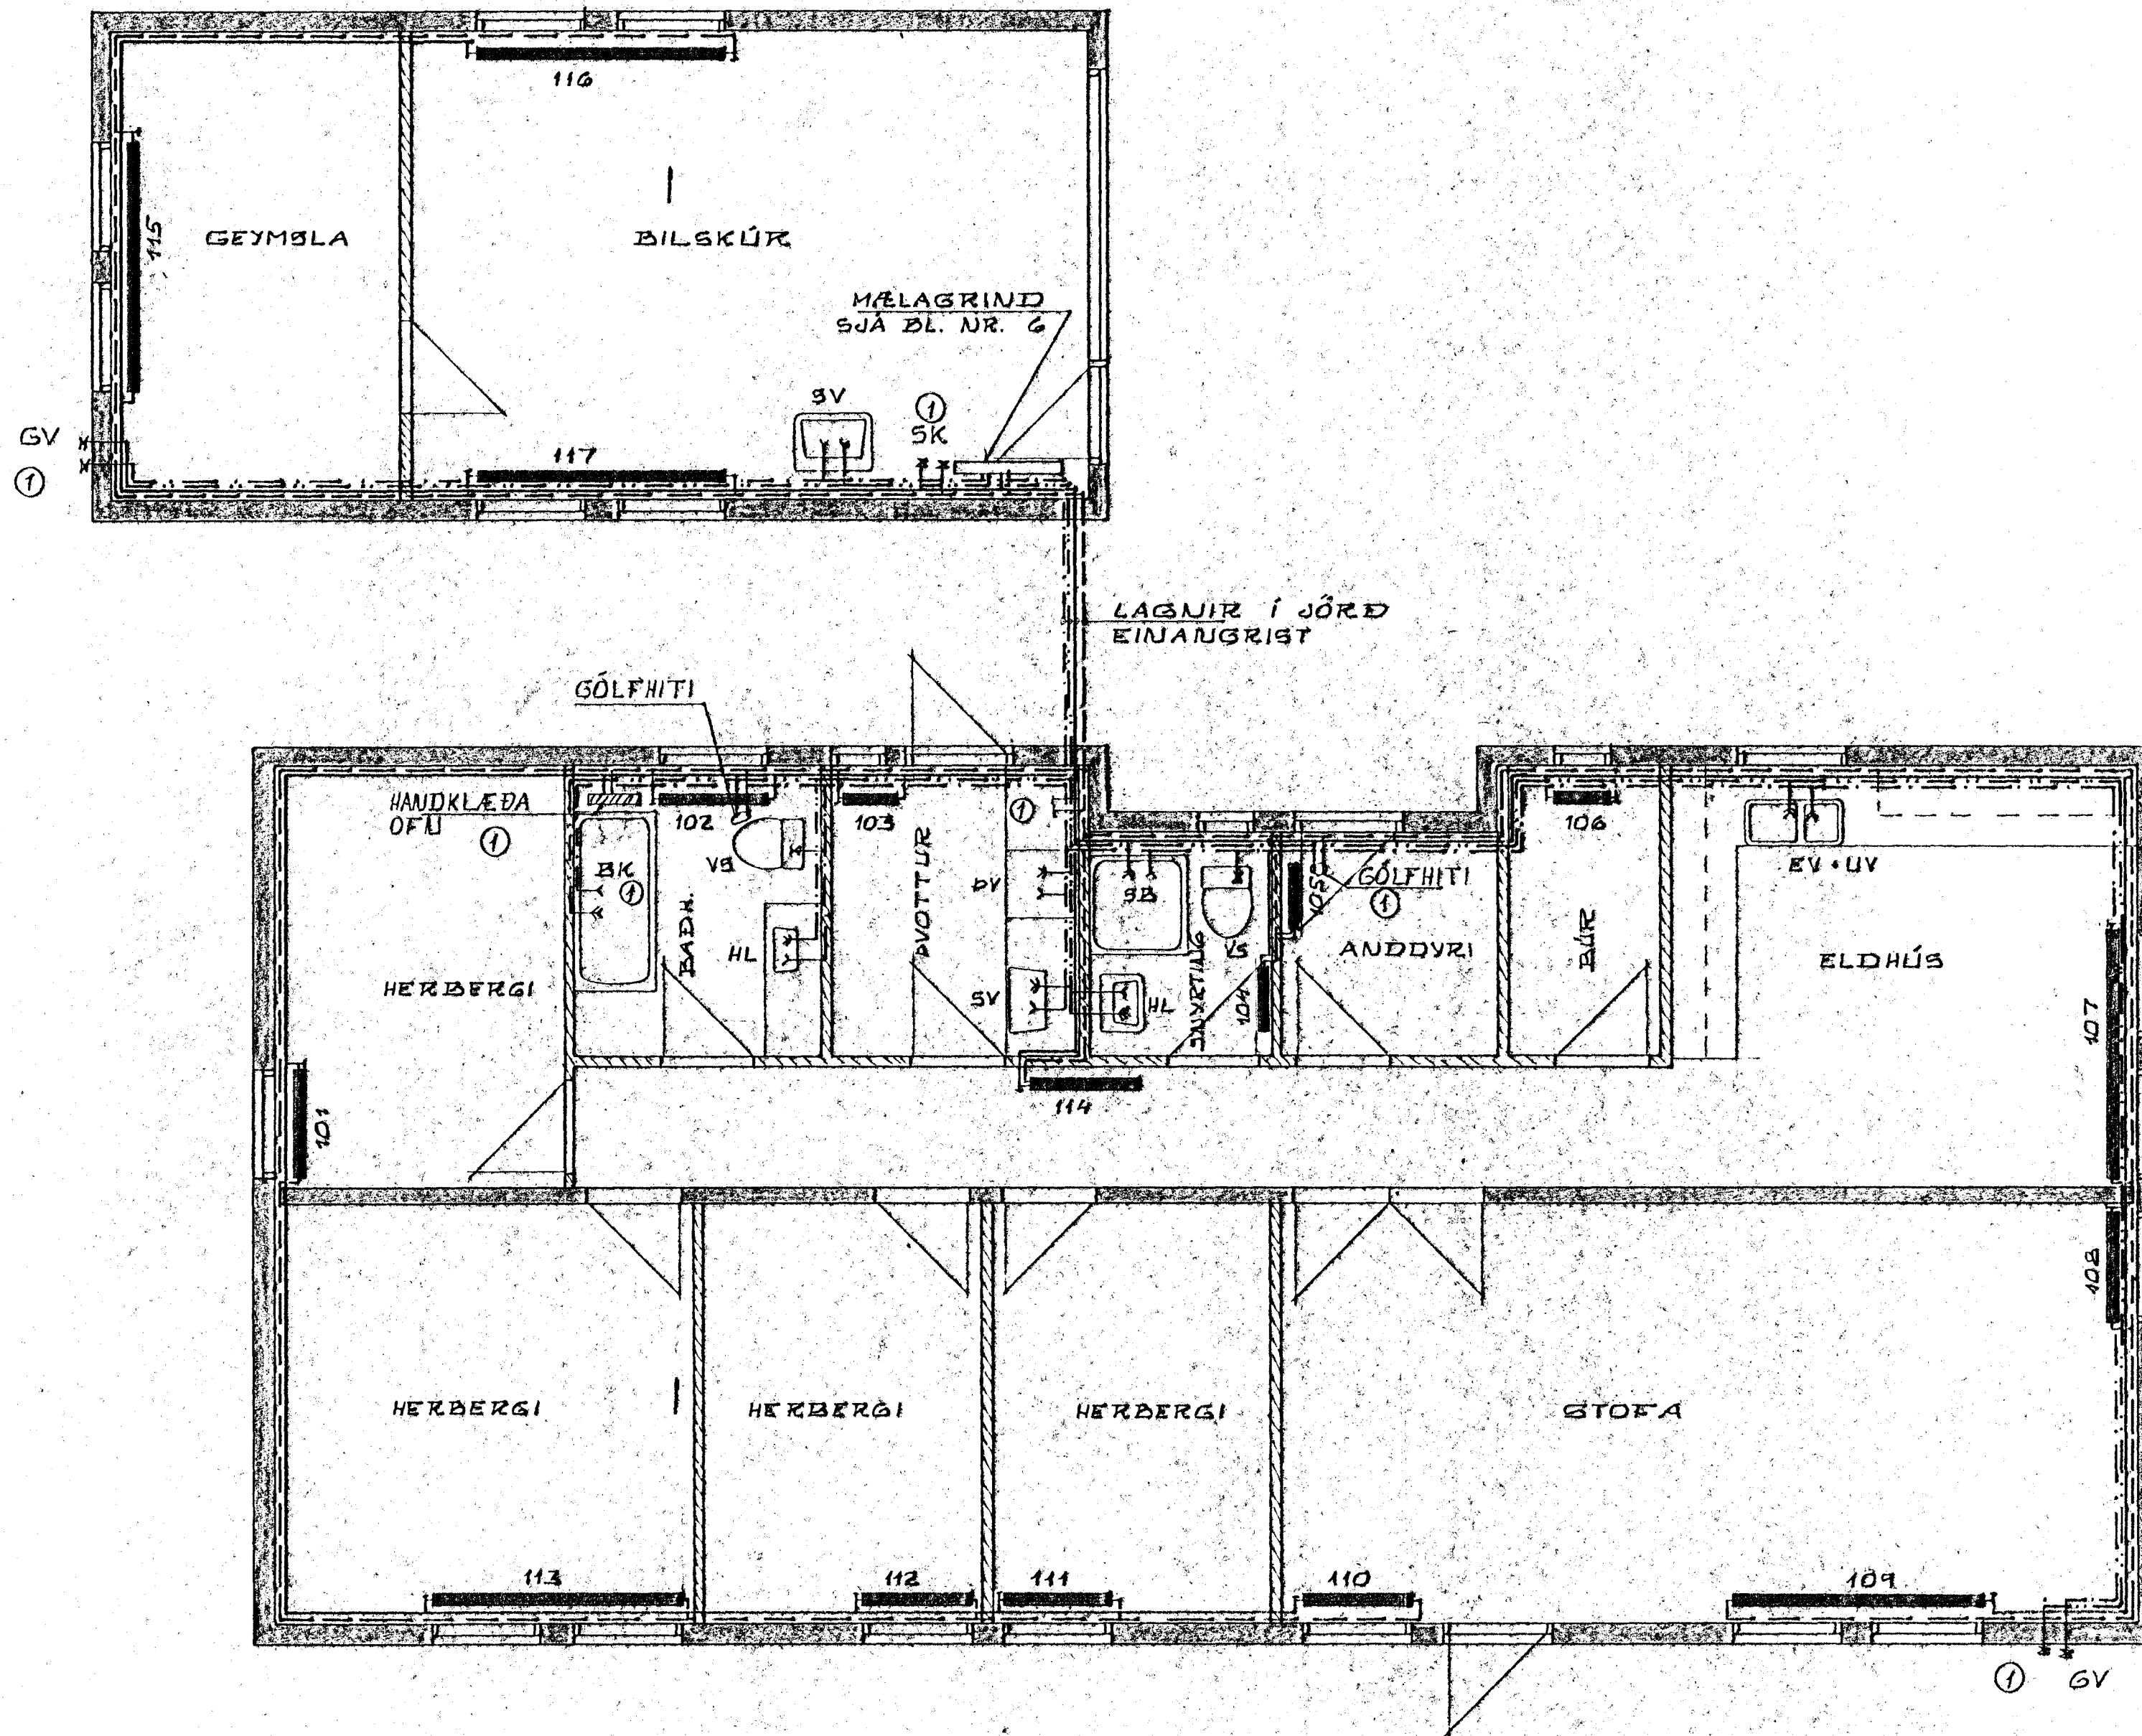 116
115
GEYMSLA
BILSKÚR
MÆLAGRIND
SJÁ BL. NR. 6
SV
1
SK
GV
1
117
LAGNIR Í JÖRÐ
EINANGRIST
GÓLFHITI
HANDKLÆÐA
OFN
1
102
103
1
106
BK
1
VS
BAÐH.
HL
ÞVOTTUR
ÞV
SV
SB
VS
HL
SNYRTING
104
105
GÓLFHITI
1
ANDDYRI
BÚR
EV + UV
ELDHÚS
107
HERBERGI
101
114
108
HERBERGI
HERBERGI
HERBERGI
STOFA
113
112
111
110
109
1
GV